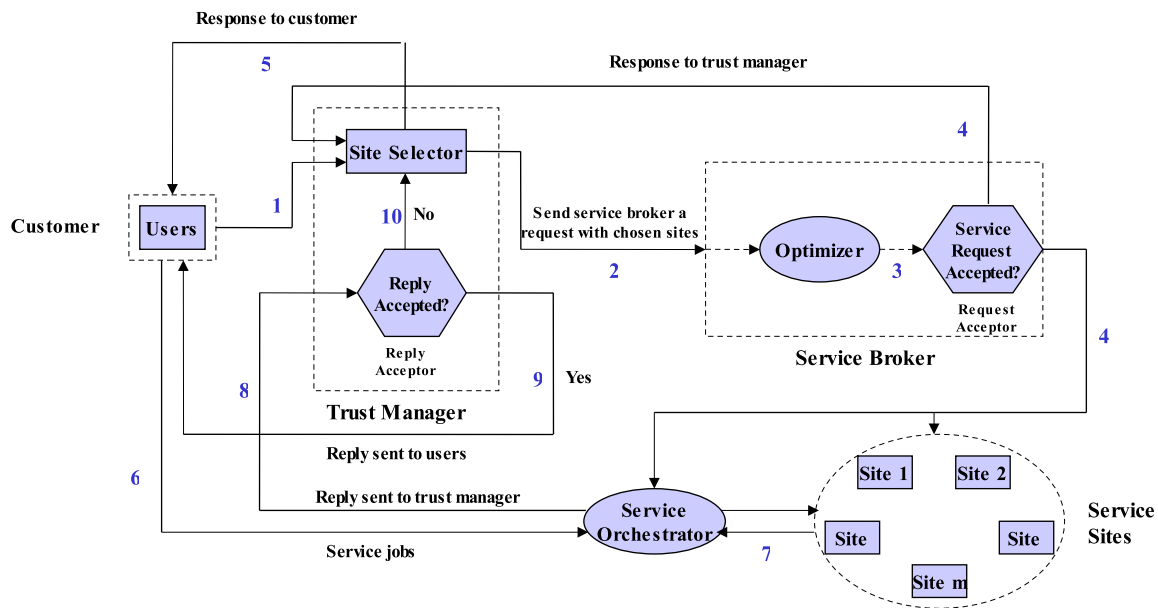 Response to customer
5
Response to trust manager
4
Site Selector
1
10
No
Customer
Users
Send service broker a
request with chosen sites
2
Optimizer
3
Service
Request
Accepted?
Request
Acceptor
Service Broker
4
Reply
Accepted?
Reply
Acceptor
8
9
Yes
Trust Manager
Reply sent to users
6
Reply sent to trust manager
Service jobs
Service
Orchestrator
7
Site 1
Site 2
Site
Site
Site m
Service
Sites